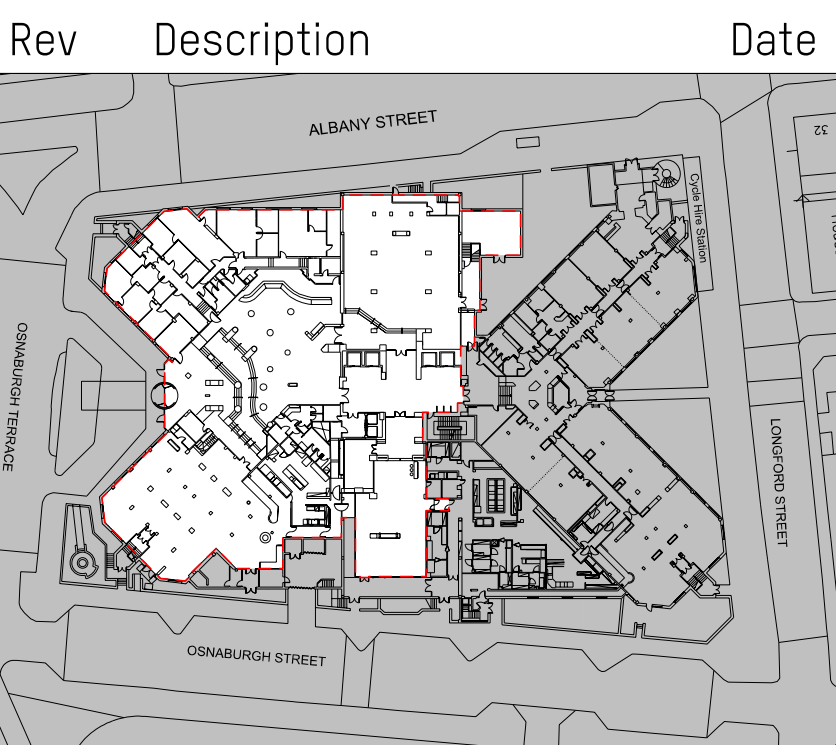 Rev Description Date
ALBANY STREET
32
Cycle Hire Station
OSNABURGH TERRACE
LONGFORD STREET
OSNABURGH STREET